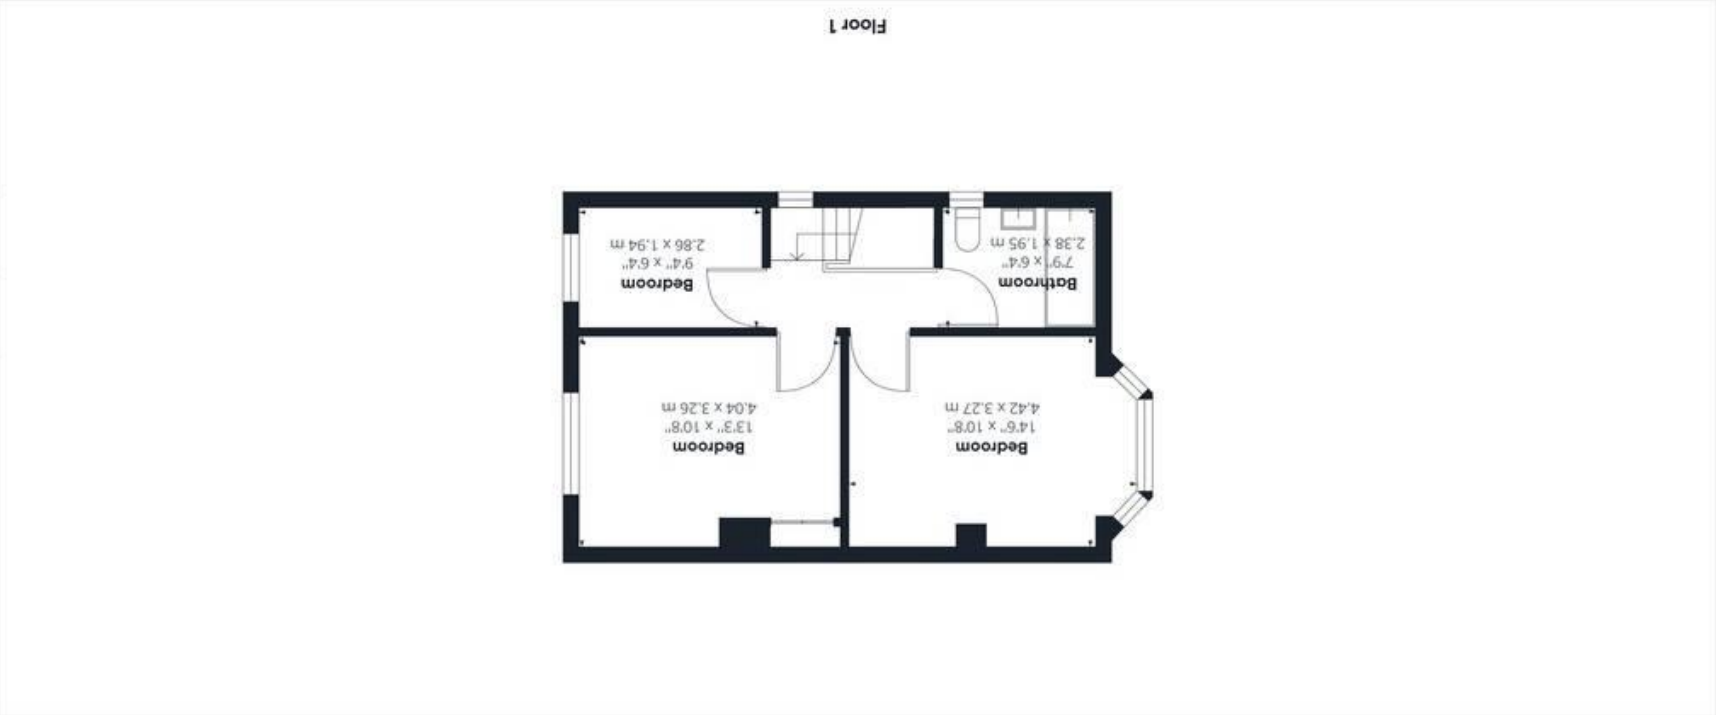 Bedroom
14'6" x 10'8"
4.42 x 3.27 m
Bedroom
13'3" x 10'8"
4.04 x 3.26 m
Bathroom
7'9" x 6'4"
2.38 x 1.95 m
Bedroom
9'4" x 6'4"
2.86 x 1.94 m
Floor 1